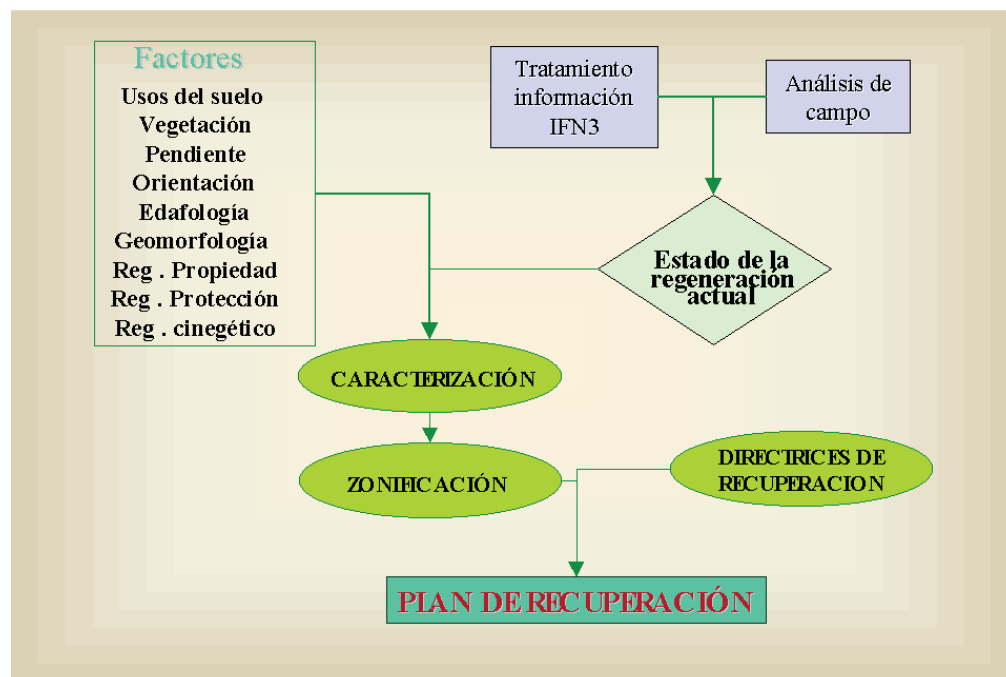 Factores
Usos del suelo
Vegetación
Pendiente
Orientación
Edafología
Geomorfología
Reg . Propiedad
Reg . Protección
Reg . cinegético
Tratamiento
información
IFN3
Análisis de
campo
Estado de la
regeneración
actual
CARACTERIZACIÓN
ZONIFICACIÓN
DIRECTRICES DE
RECUPERACION
PLAN DE RECUPERACIÓN